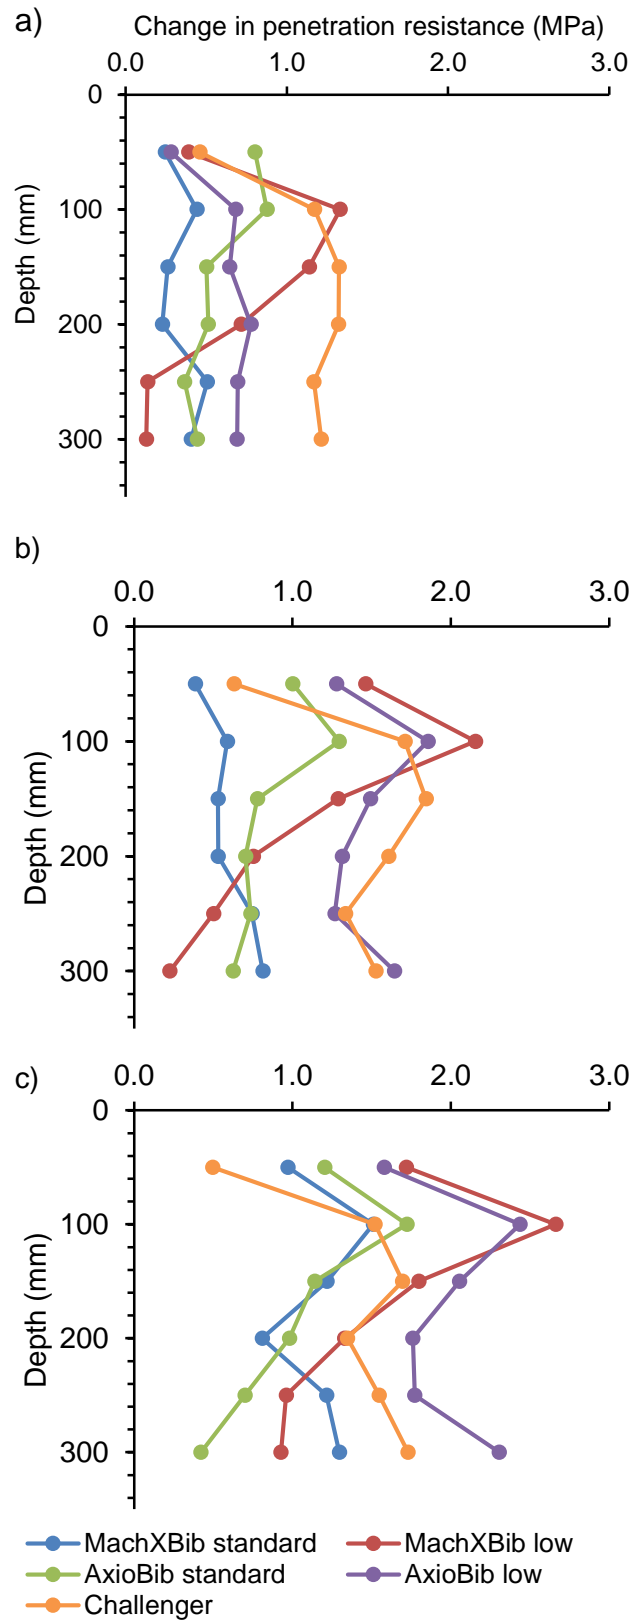 a)
Change in penetration resistance (MPa)
0.0 1.0 2.0 3.0
0
100
200
300
Depth (mm)
b)
0.0 1.0 2.0 3.0
0
100
200
300
Depth (mm)
c)
0.0 1.0 2.0 3.0
0
100
200
300
Depth (mm)
MachXBib standard MachXBib low
AxioBib standard AxioBib low
Challenger